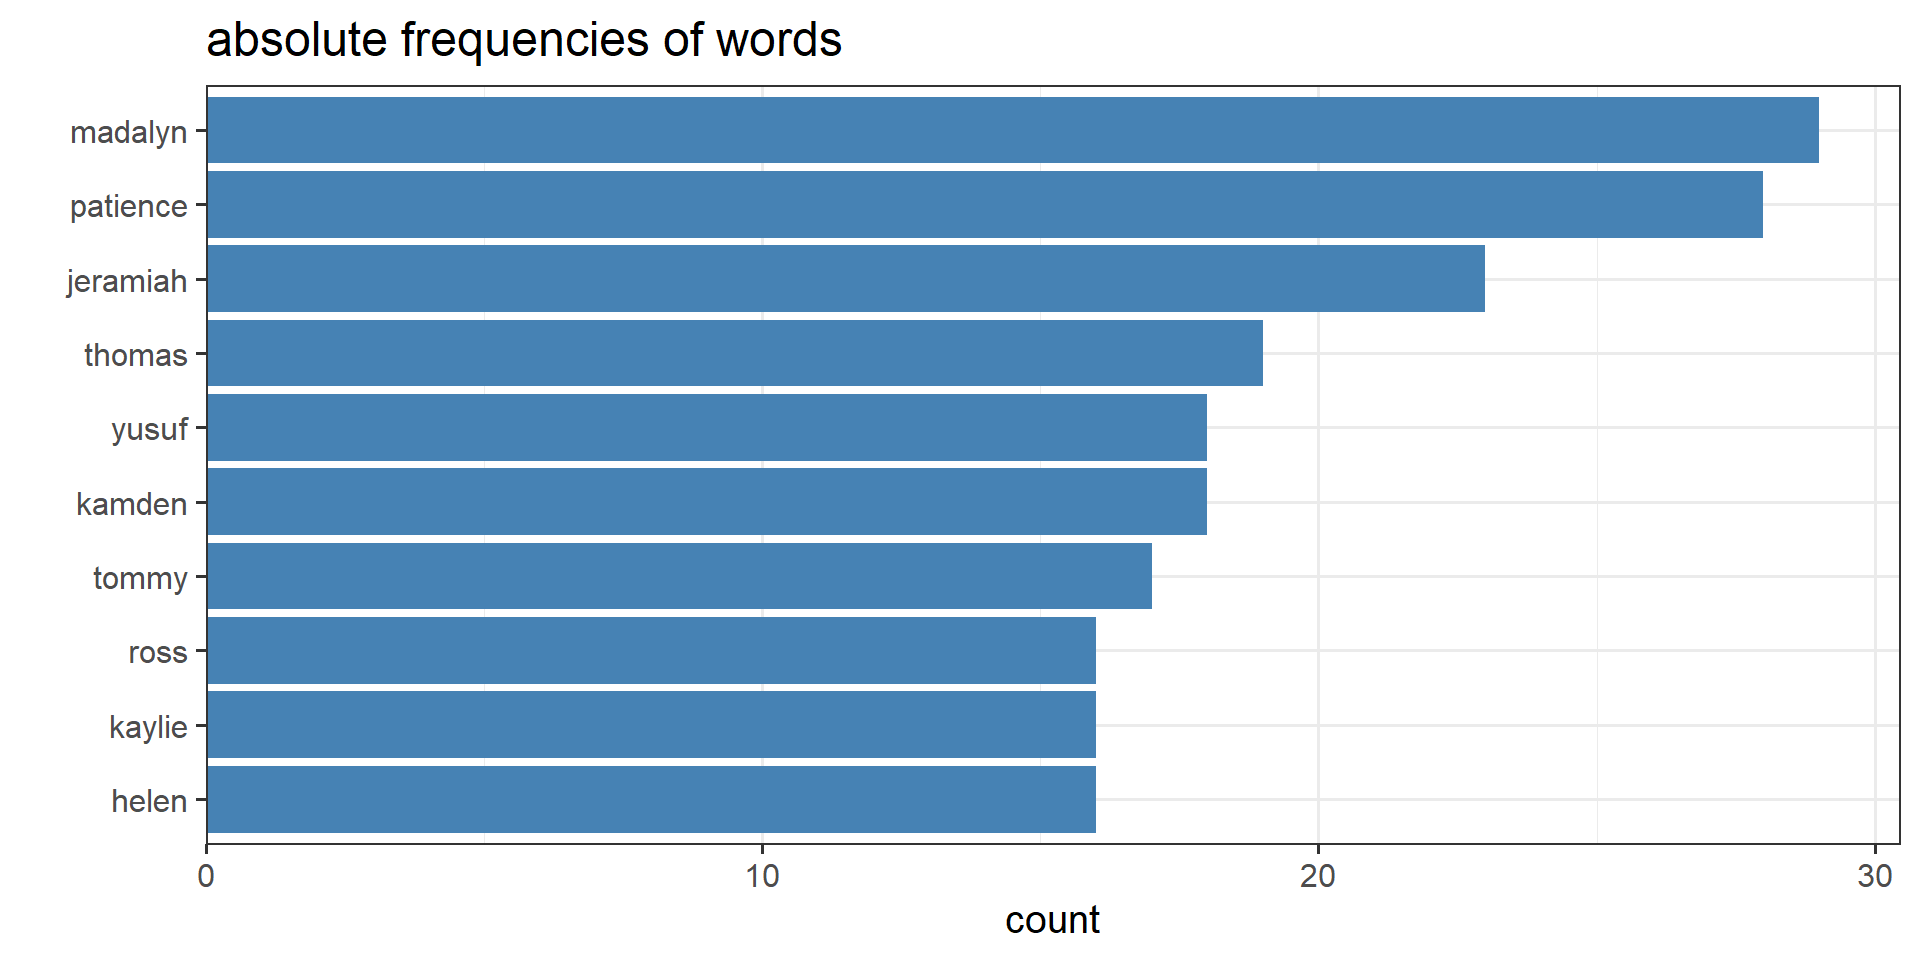 absolute frequencies of words
madalyn
patience
jeramiah
thomas
yusuf
kamden
tommy
ross
kaylie
helen
0 10 20 30
count